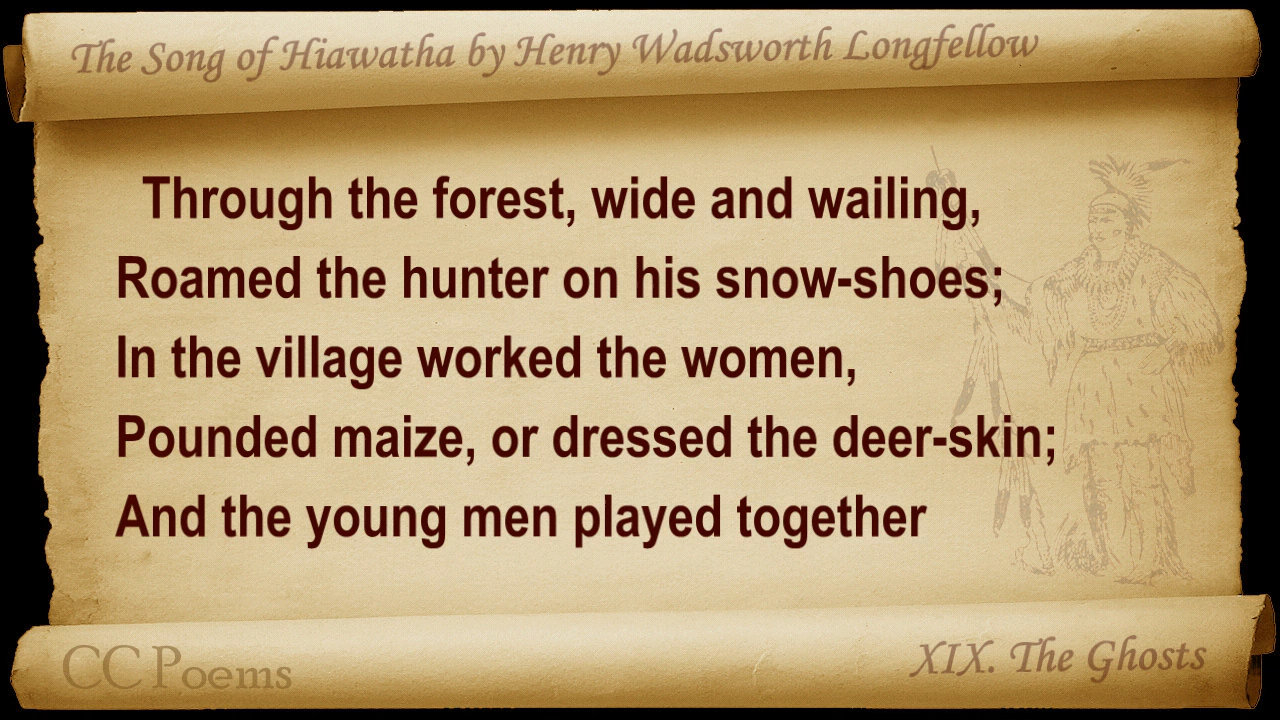 The Song of Hiawatha by Henry Wadsworth Longfellow
Through the forest, wide and wailing,
Roamed the hunter on his snow-shoes;
In the village worked the women,
Pounded maize, or dressed the deer-skin;
And the young men played together
CC Poems
XIX. The Ghosts